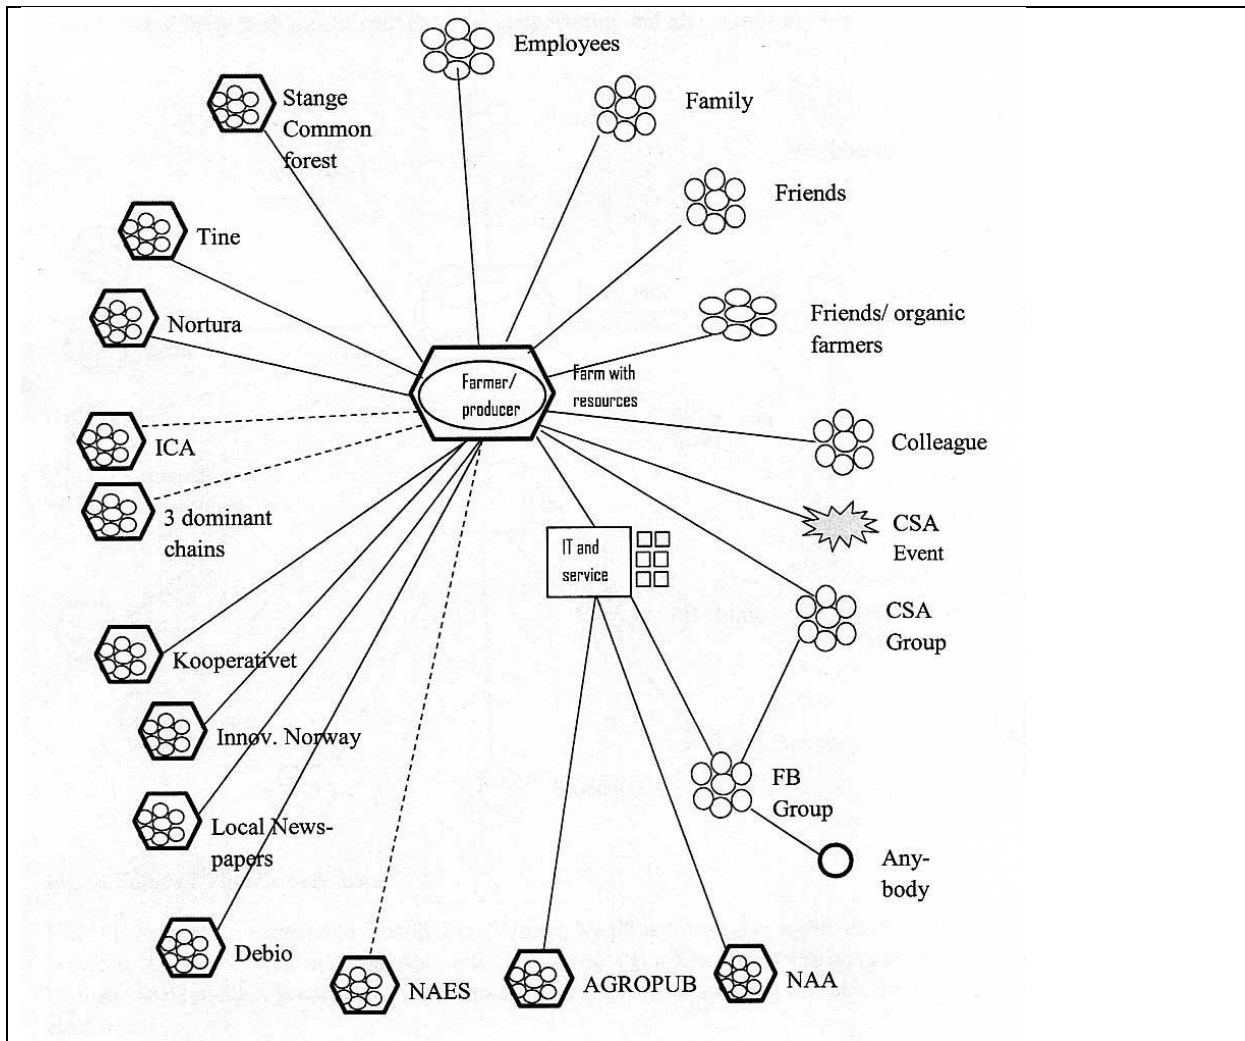 Employees
Stange
Common
forest
Family
Friends
Tine
Nortura
Friends/ organic
farmers
Farmer/
producer
Farm with
resources
ICA
Colleague
3 dominant
chains
CSA
Event
IT and
service
CSA
Group
Kooperativet
Innov. Norway
FB
Group
Local News-
papers
Any-
body
Debio
NAES
AGROPUB
NAA